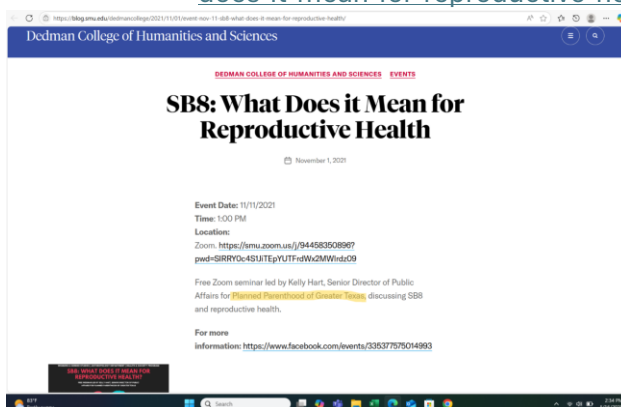 does it mean for reproductive he
https://blog.smu.edu/dedmancollege/2021/11/01/event-nov-11-sb8-what-does-it-mean-for-reproductive-health/
Dedman College of Humanities and Sciences
DEDMAN COLLEGE OF HUMANITIES AND SCIENCES EVENTS
SB8: What Does it Mean for
Reproductive Health
November 1, 2021
Event Date: 11/11/2021
Time: 1:00 PM
Location:
Zoom. https://smu.zoom.us/j/94458350896?
pwd=SlRRY0c4S1JiTEpYUTFrdWx2MWlrdz09
Free Zoom seminar led by Kelly Hart, Senior Director of Public
Affairs for Planned Parenthood of Greater Texas, discussing SB8
and reproductive health.
For more
information: https://www.facebook.com/events/335377575014993
SB8: WHAT DOES IT MEAN FOR
REPRODUCTIVE HEALTH?
Search
2:34 PM